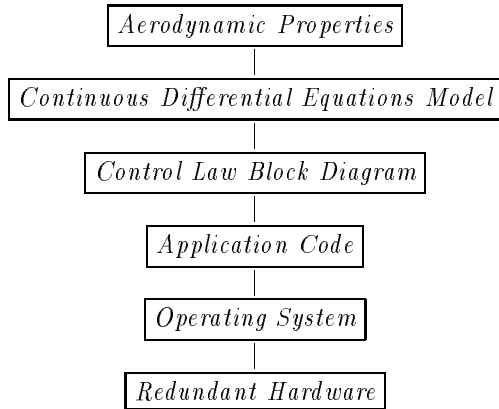 Aerodynamic Properties
Continuous Differential Equations Model
Control Law Block Diagram
Application Code
Operating System
Redundant Hardware